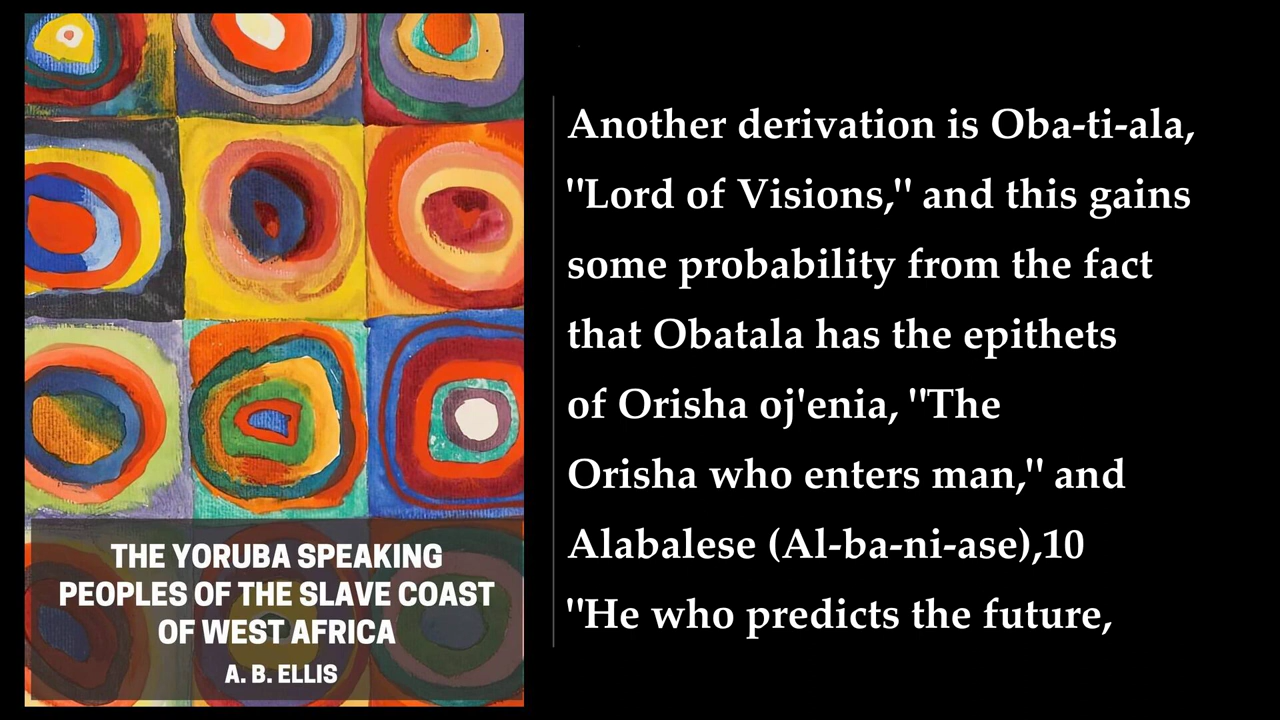 THE YORUBA SPEAKING
PEOPLES OF THE SLAVE COAST
OF WEST AFRICA
A. B. ELLIS
Another derivation is Oba-ti-ala,
"Lord of Visions," and this gains
some probability from the fact
that Obatala has the epithets
of Orisha oj'enia, "The
Orisha who enters man," and
Alabalese (Al-ba-ni-ase),10
"He who predicts the future,